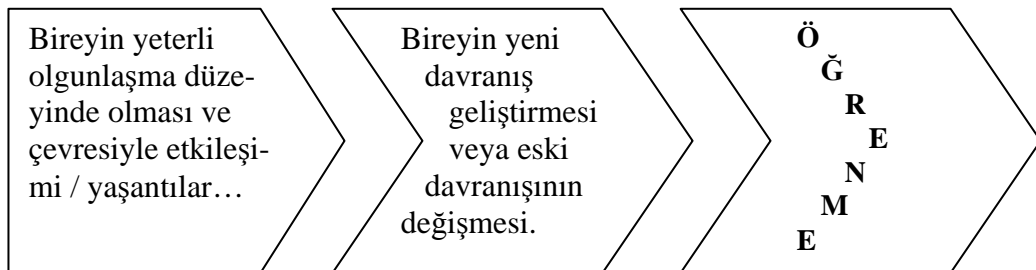 Bireyin yeterli
olgunlaşma düze-
yinde olması ve
çevresiyle etkileşi-
mi / yaşantılar…
Bireyin yeni
davranış
geliştirmesi
veya eski
davranışının
değişmesi.
Ö
Ğ
R
E
N
M
E